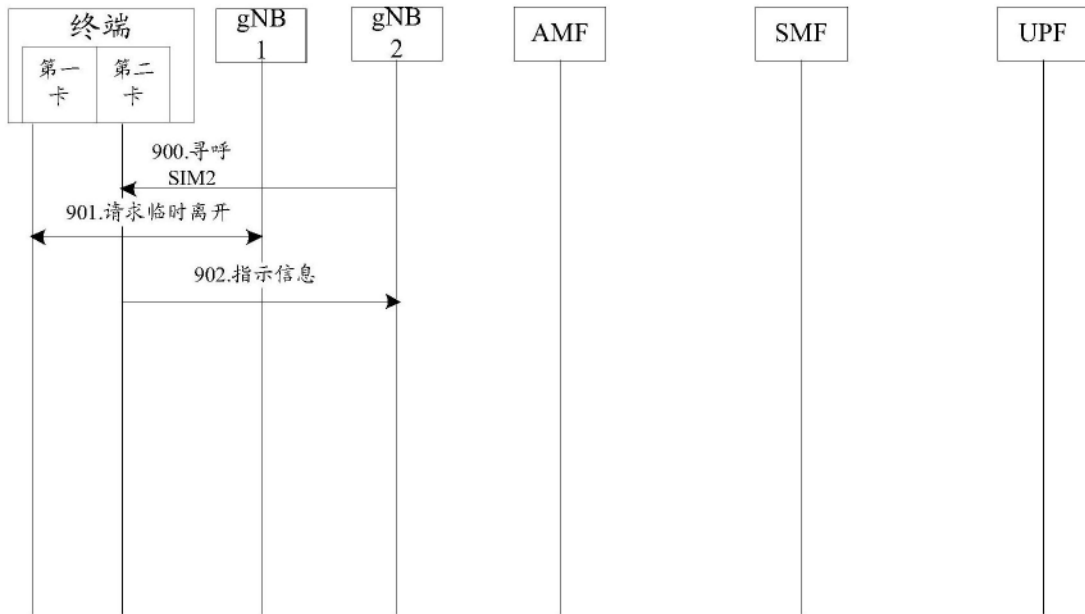 终端
第一
卡
第二
卡
gNB
1
gNB
2
AMF
SMF
UPF
900.寻呼
SIM2
901.请求临时离开
902.指示信息